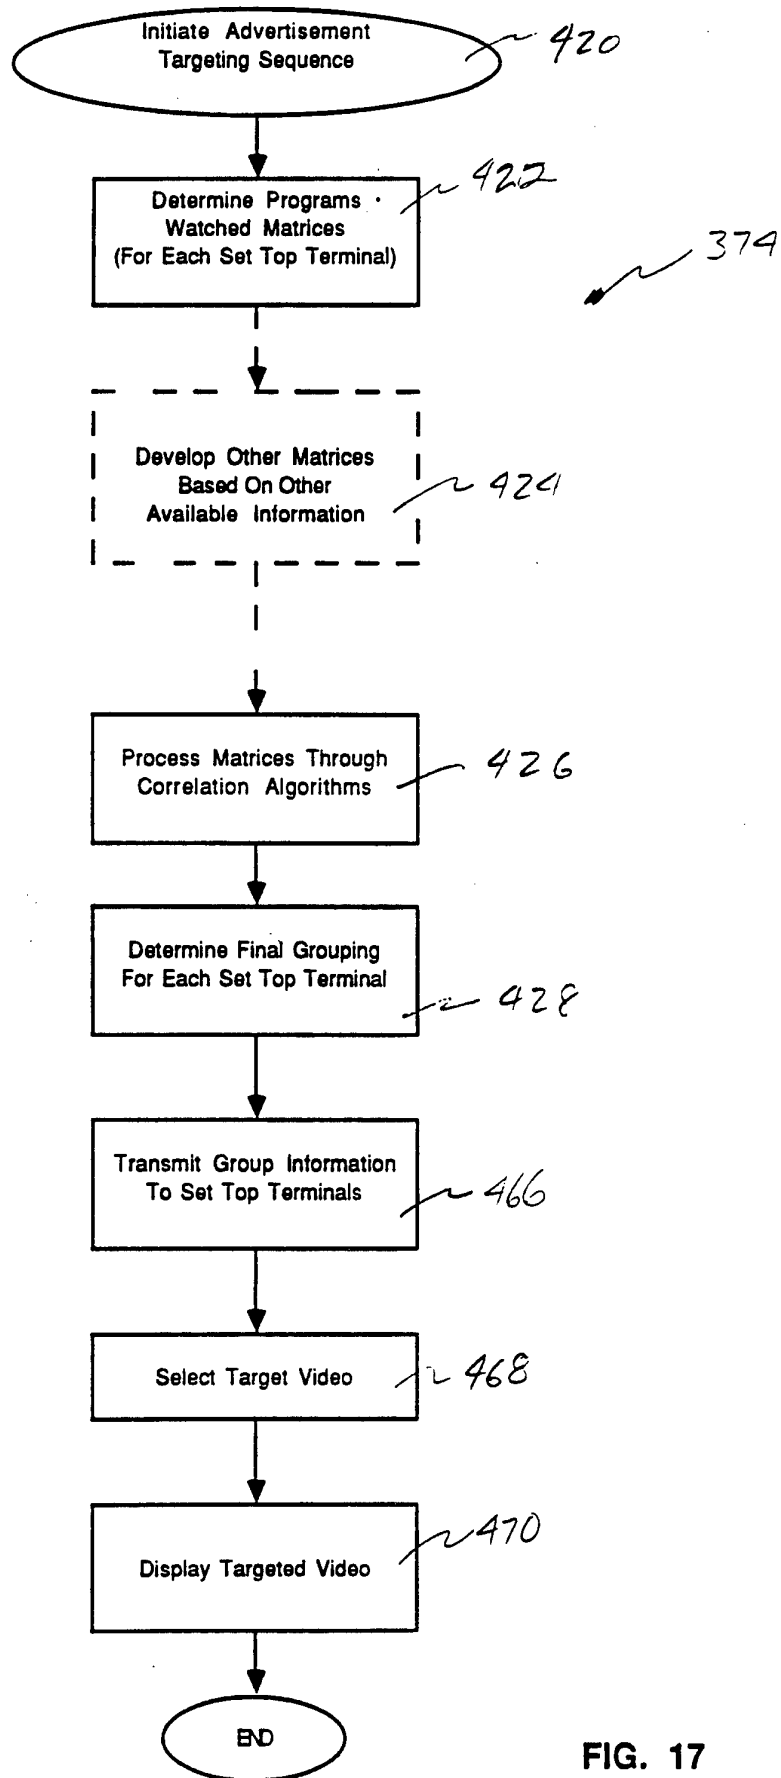 Initiate Advertisement
Targeting Sequence
420
Determine Programs
Watched Matrices
(For Each Set Top Terminal)
422
374
Develop Other Matrices
Based On Other
Available Information
424
Process Matrices Through
Correlation Algorithms
426
Determine Final Grouping
For Each Set Top Terminal
428
Transmit Group Information
To Set Top Terminals
466
Select Target Video
468
Display Targeted Video
470
END
FIG. 17